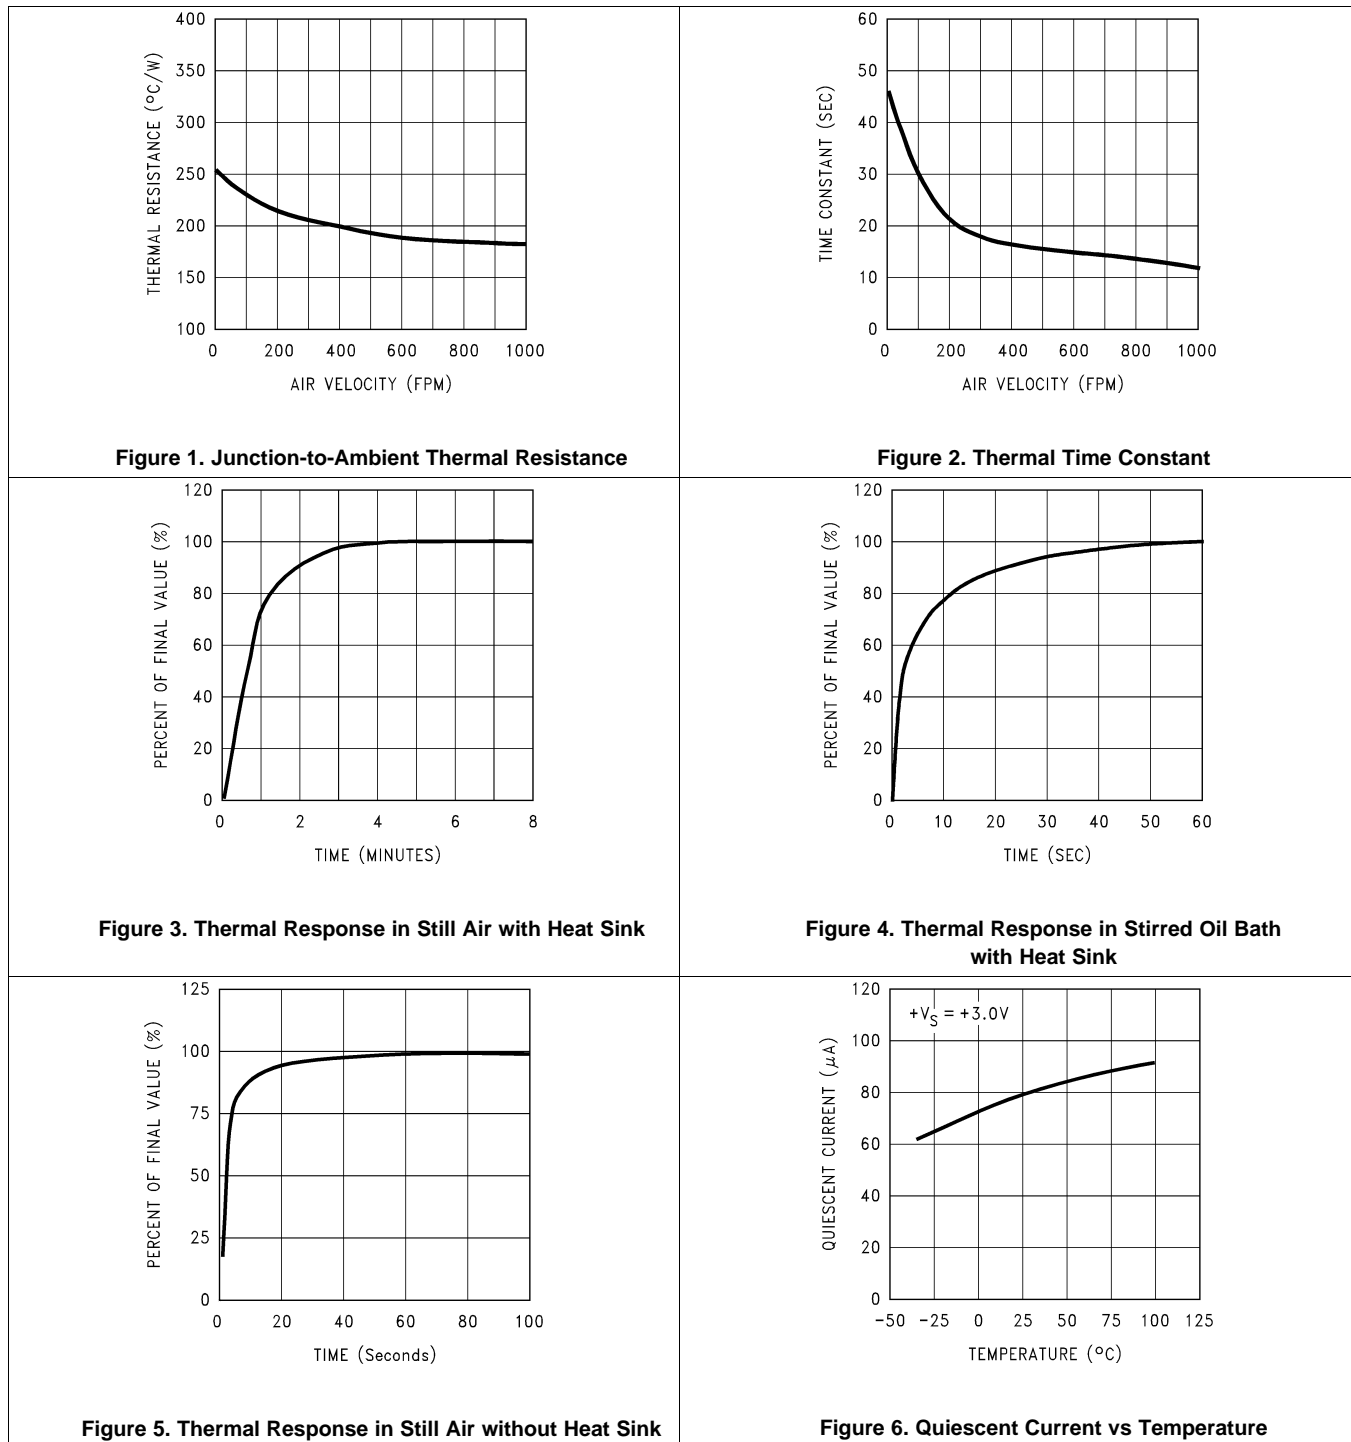 400
350
300
250
200
150
100
THERMAL RESISTANCE (°C/W)
0 200 400 600 800 1000
AIR VELOCITY (FPM)
Figure 1. Junction-to-Ambient Thermal Resistance
60
50
40
30
20
10
0
TIME CONSTANT (SEC)
0 200 400 600 800 1000
AIR VELOCITY (FPM)
Figure 2. Thermal Time Constant
120
100
80
60
40
20
0
PERCENT OF FINAL VALUE (%)
0 2 4 6 8
TIME (MINUTES)
Figure 3. Thermal Response in Still Air with Heat Sink
120
100
80
60
40
20
0
PERCENT OF FINAL VALUE (%)
0 10 20 30 40 50 60
TIME (SEC)
Figure 4. Thermal Response in Stirred Oil Bath
with Heat Sink
125
100
75
50
25
0
PERCENT OF FINAL VALUE (%)
0 20 40 60 80 100
TIME (Seconds)
Figure 5. Thermal Response in Still Air without Heat Sink
120
100
80
60
40
20
0
QUIESCENT CURRENT (μA)
+VS = +3.0V
-50 -25 0 25 50 75 100 125
TEMPERATURE (°C)
Figure 6. Quiescent Current vs Temperature